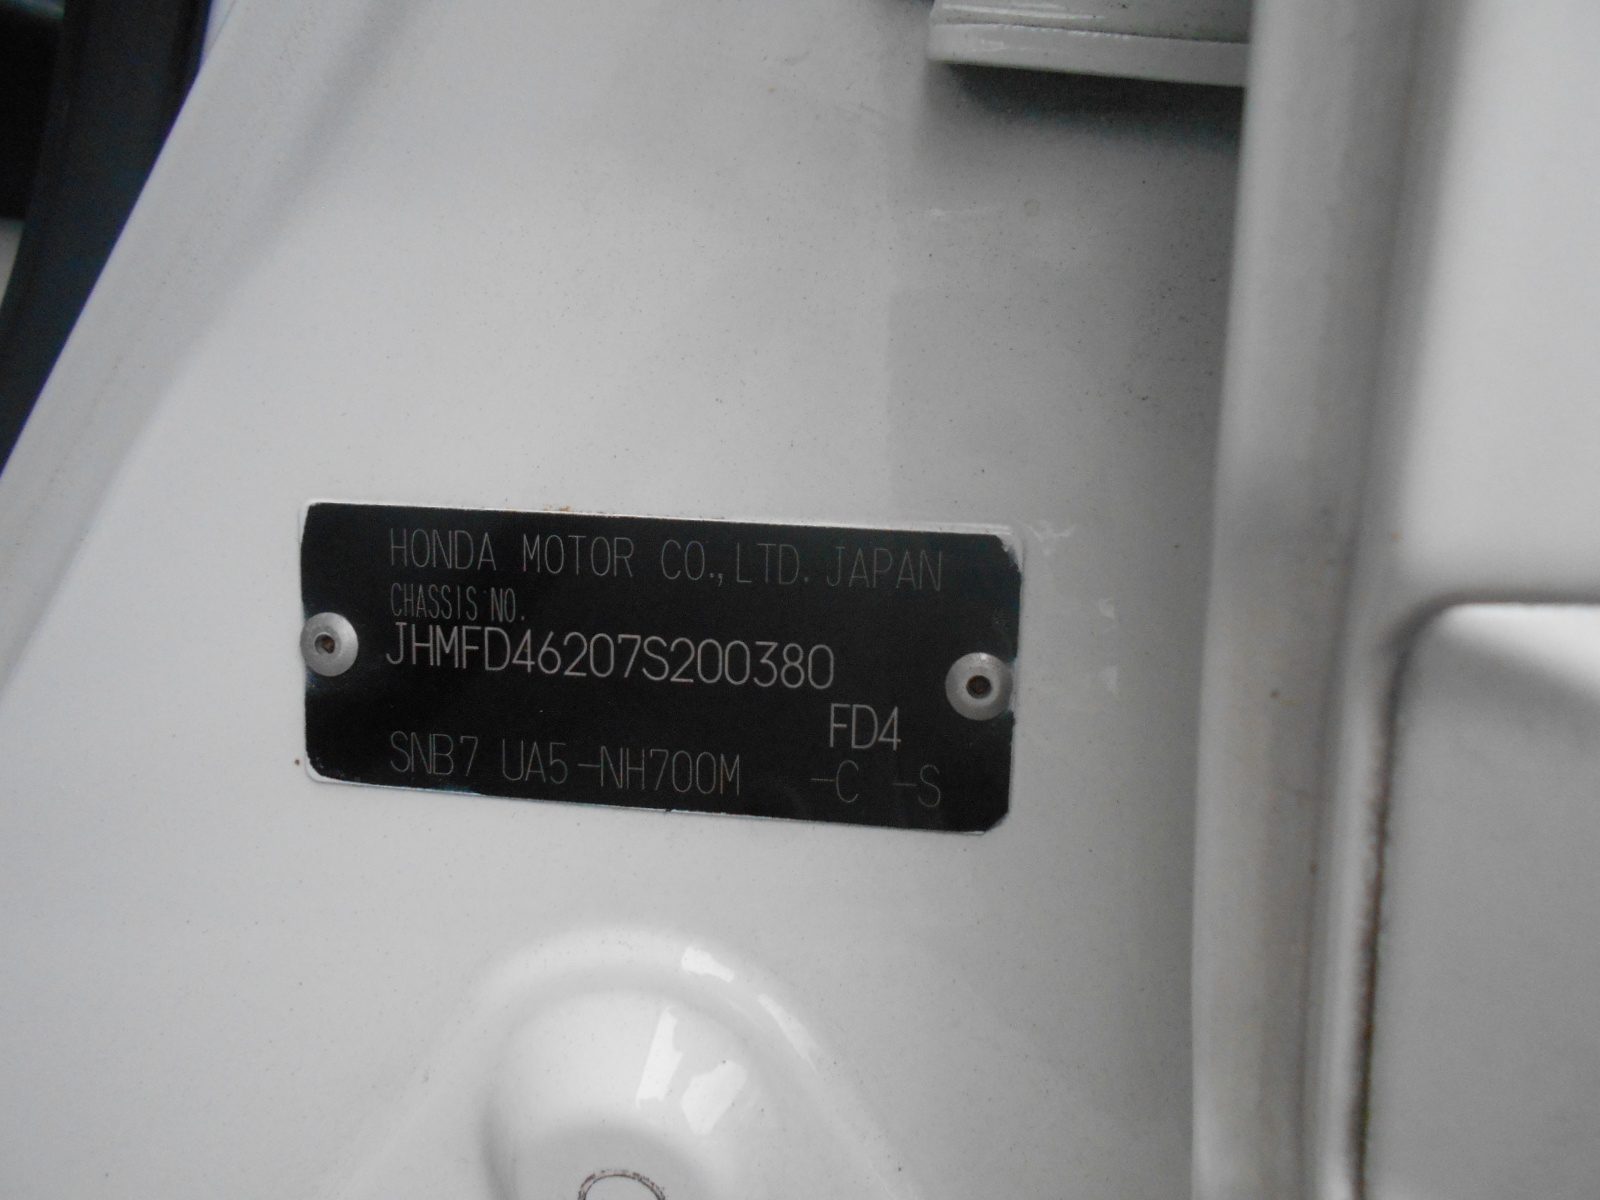 HONDA MOTOR CO.,LTD. JAPAN
CHASSIS NO.
JHMFD46207S200380
FD4
SNB7 UA5-NH700M -C -S